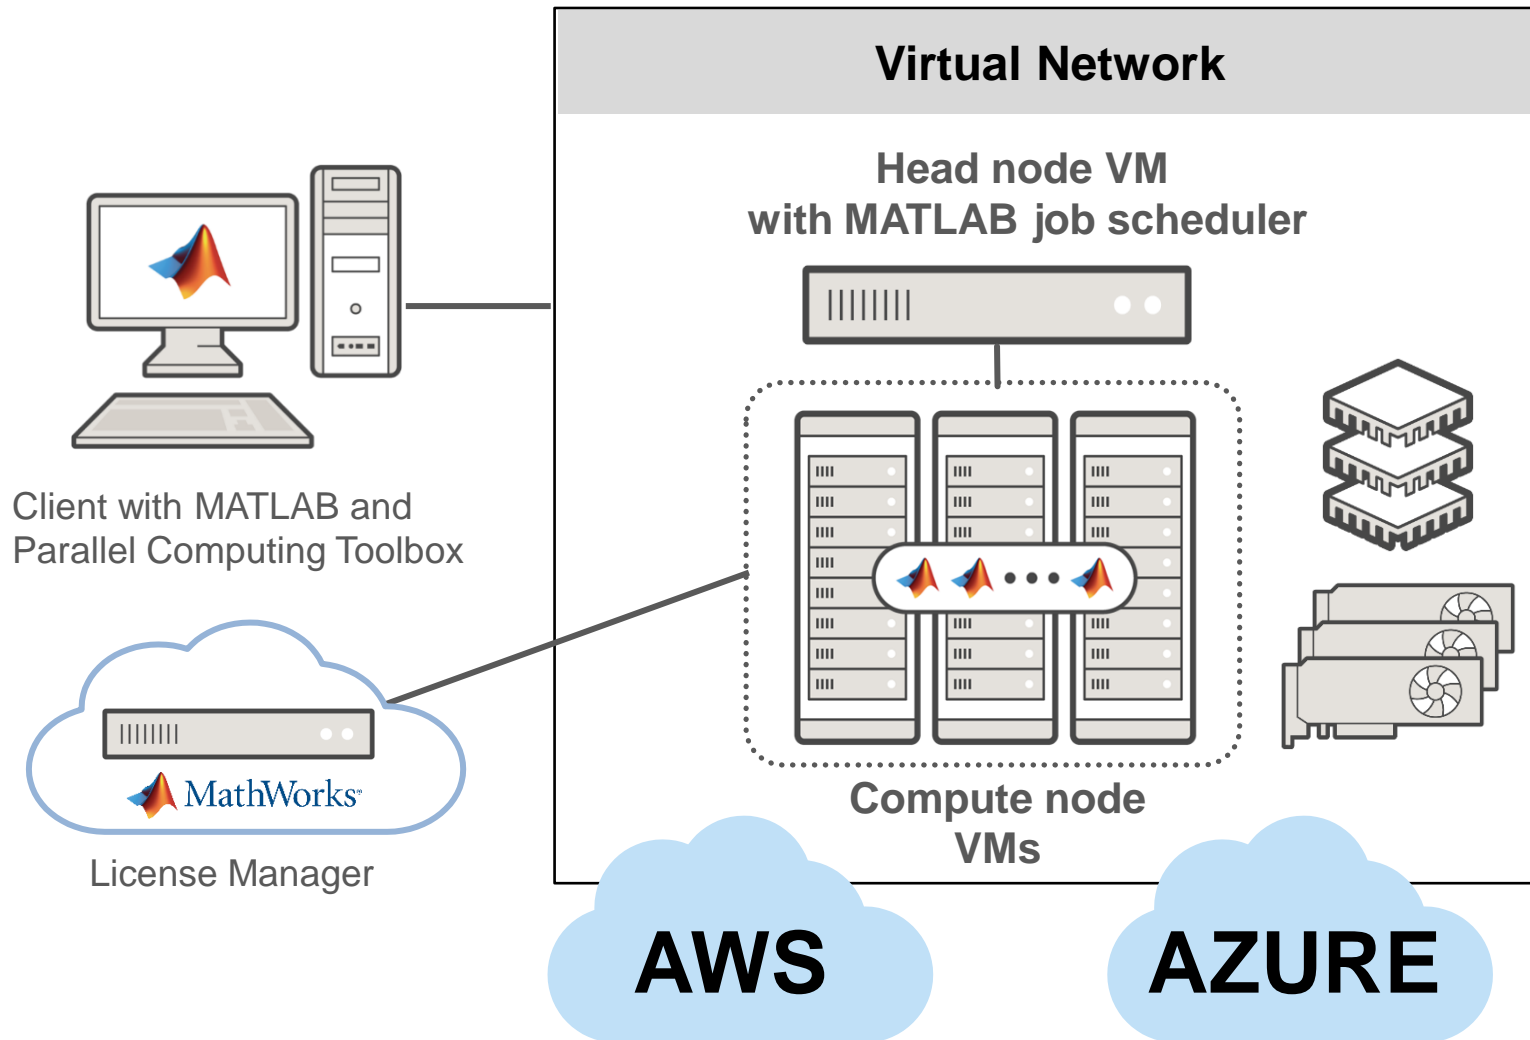 Virtual Network
Head node VM
with MATLAB job scheduler
Client with MATLAB and
Parallel Computing Toolbox
MathWorks
License Manager
Compute node
VMs
AWS
AZURE